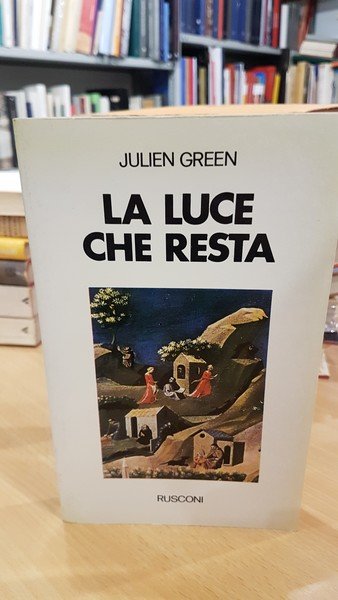 JULIEN GREEN
LA LUCE
CHE RESTA
RUSCONI